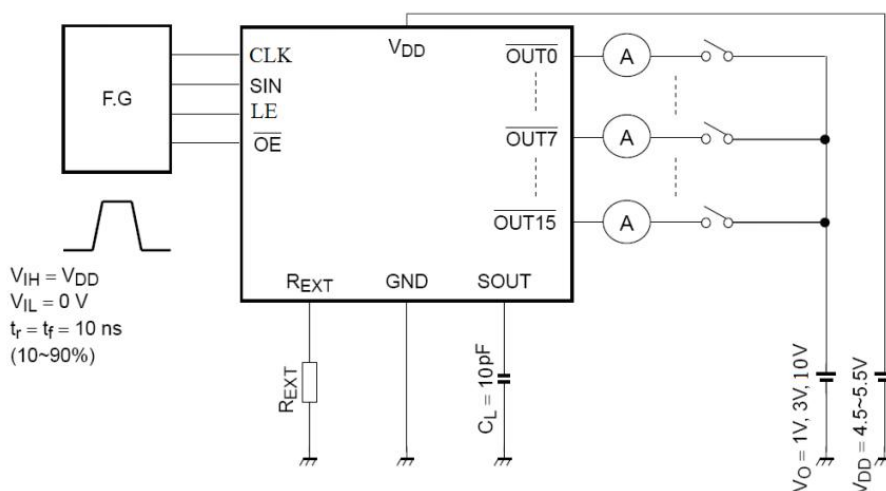 F.G
CLK
SIN
LE
OE
VDD
OUT0
A
OUT7
A
OUT15
A
REXT
GND
SOUT
VIH = VDD
VIL = 0 V
tr = tf = 10 ns
(10~90%)
REXT
CL = 10pF
VO = 1V, 3V, 10V
VDD = 4.5~5.5V